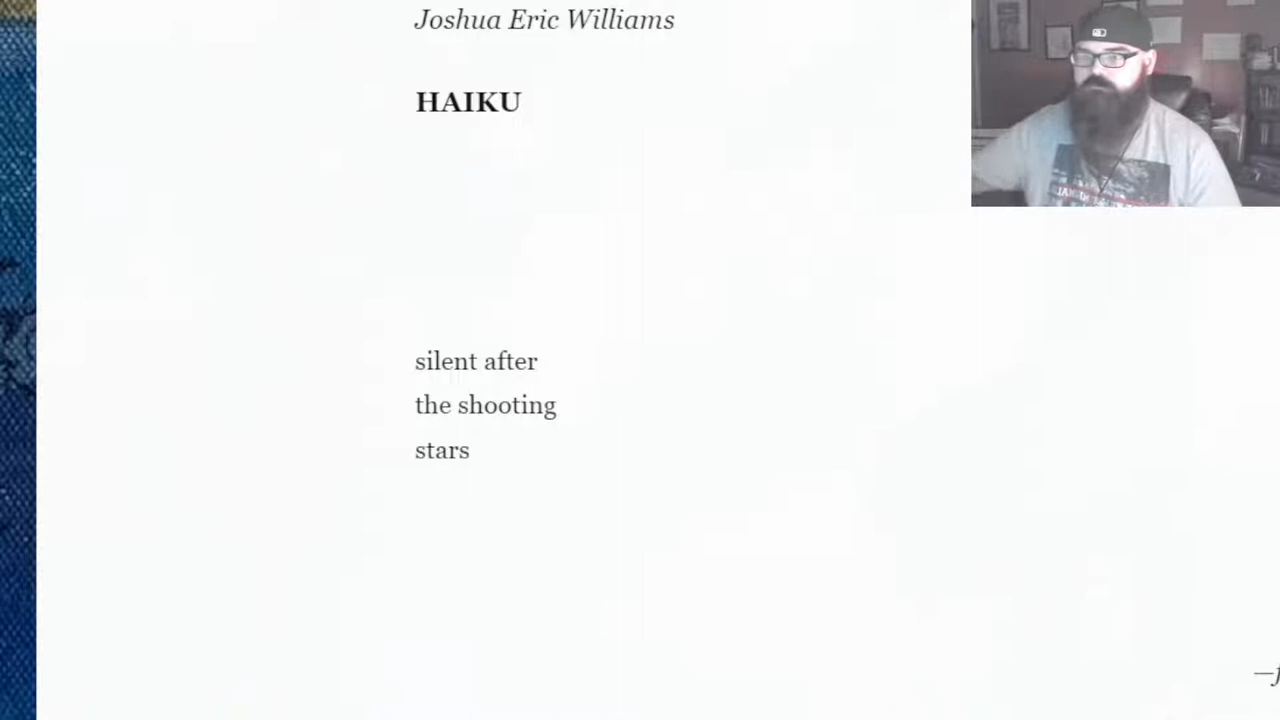 Joshua Eric Williams
HAIKU
silent after
the shooting
stars